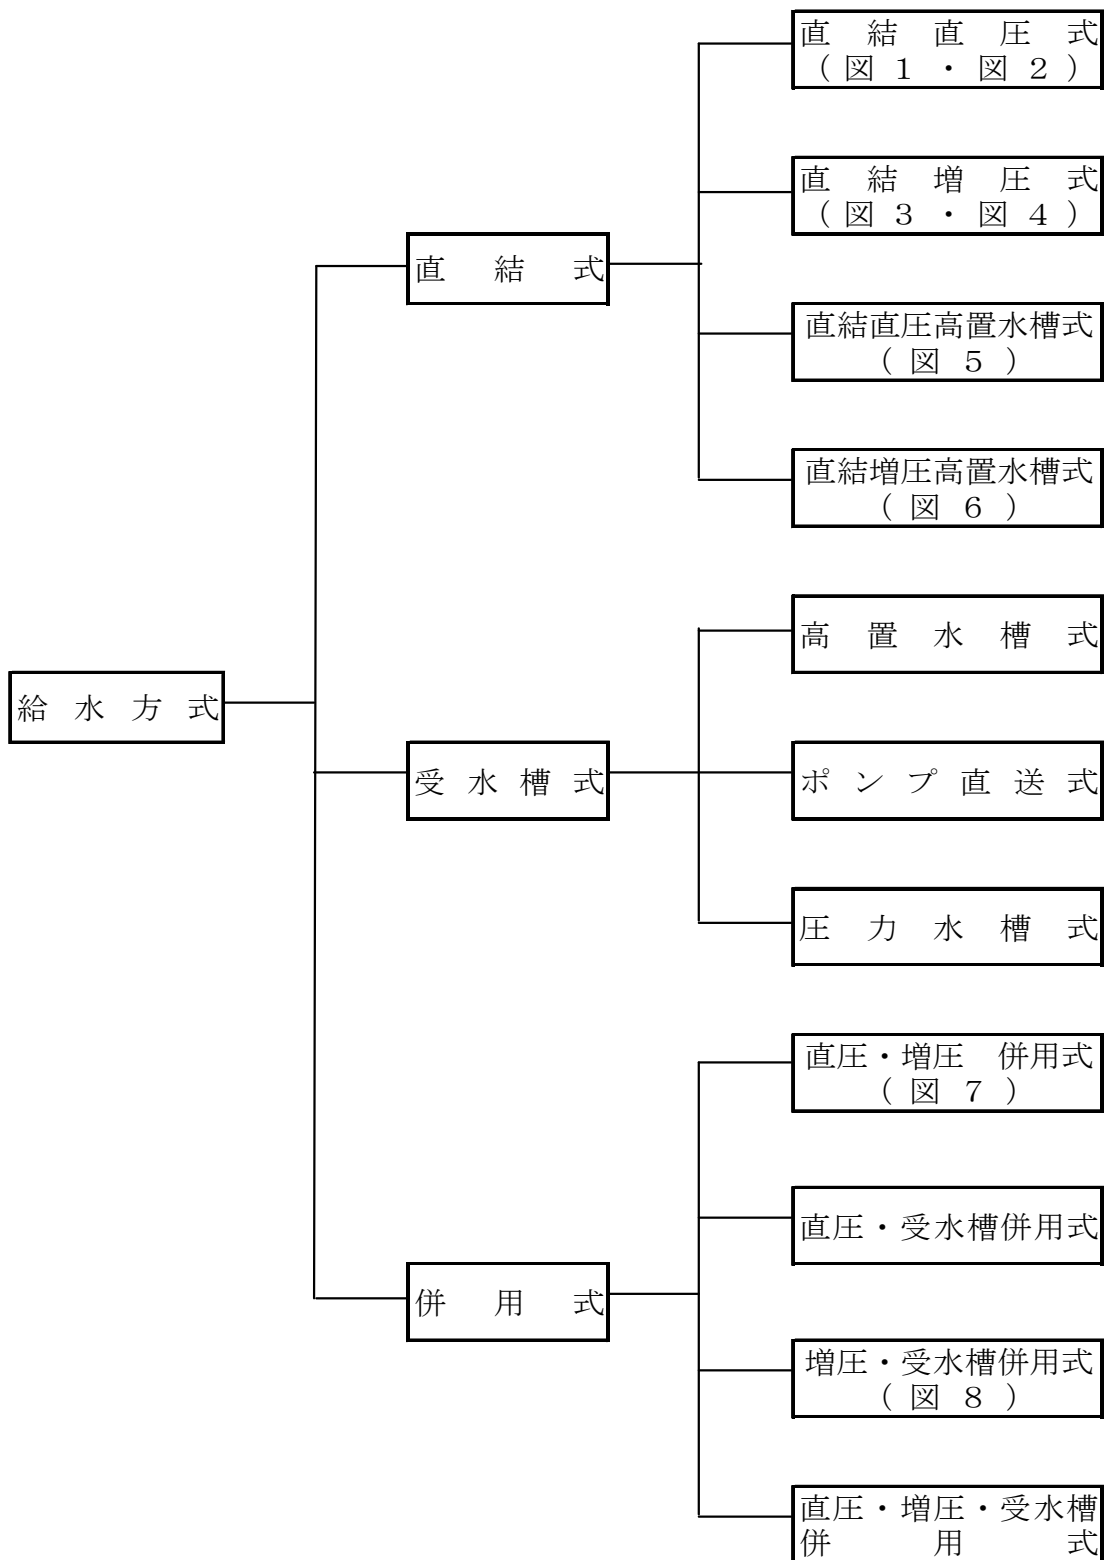 給水方式
直結式
直結直圧式
(図1・図2)
直結増圧式
(図3・図4)
直結直圧高置水槽式
(図5)
直結増圧高置水槽式
(図6)
受水槽式
高置水槽式
ポンプ直送式
圧力水槽式
併用式
直圧・増圧 併用式
(図7)
直圧・受水槽併用式
増圧・受水槽併用式
(図8)
直圧・増圧・受水槽
併用式